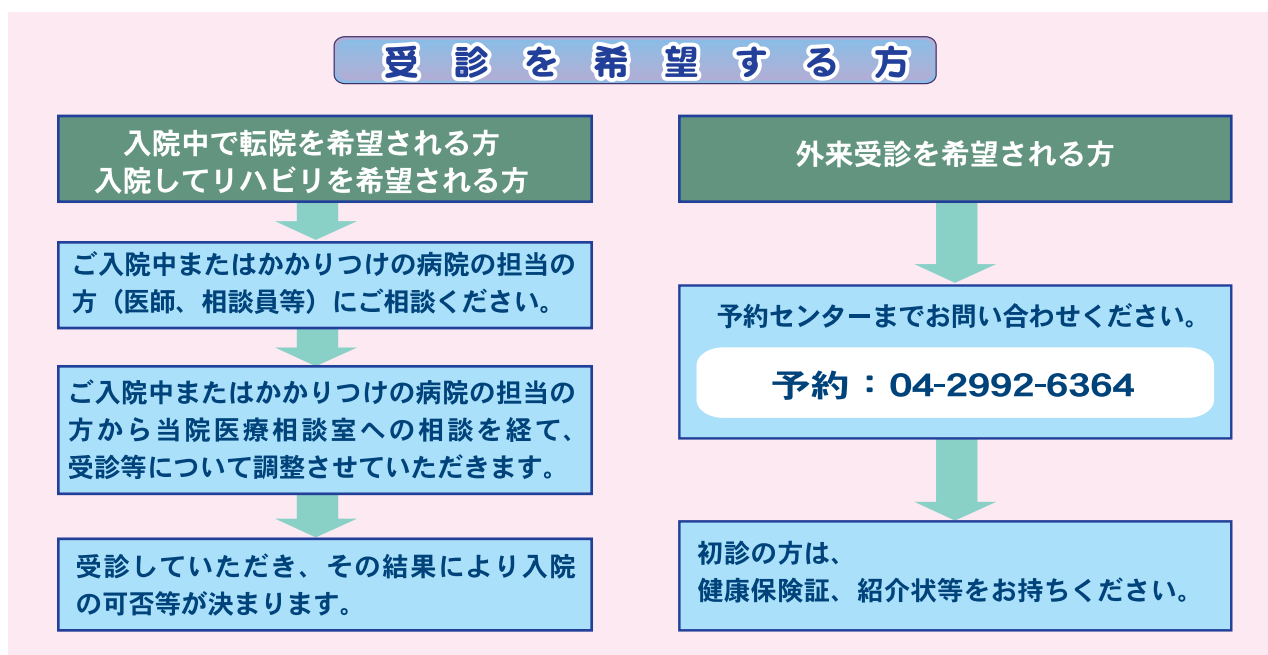 受診を希望する方
入院中で転院を希望される方
入院してリハビリを希望される方
ご入院中またはかかりつけの病院の担当の
方（医師、相談員等）にご相談ください。
ご入院中またはかかりつけの病院の担当の
方から当院医療相談室への相談を経て、
受診等について調整させていただきます。
受診していただき、その結果により入院
の可否等が決まります。
外来受診を希望される方
予約センターまでお問い合わせください。
予約：04-2992-6364
初診の方は、
健康保険証、紹介状等をお持ちください。